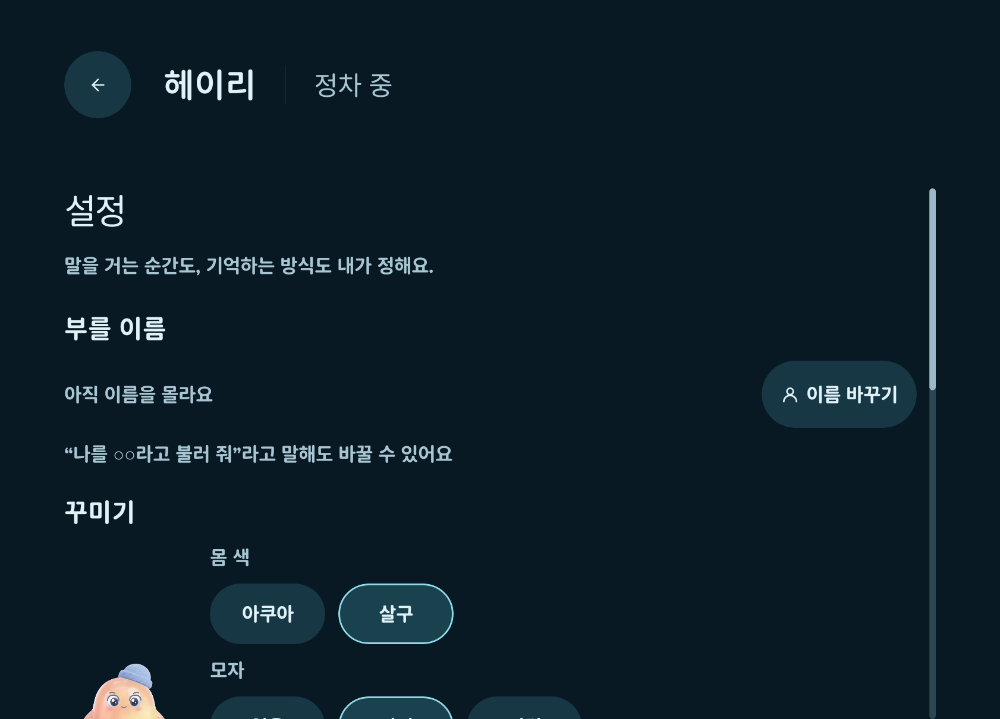 헤이리
정차 중
설정
말을 거는 순간도, 기억하는 방식도 내가 정해요.
부를 이름
아직 이름을 몰라요
이름 바꾸기
“나를 ○○라고 불러 줘”라고 말해도 바꿀 수 있어요
꾸미기
몸 색
아쿠아
살구
모자